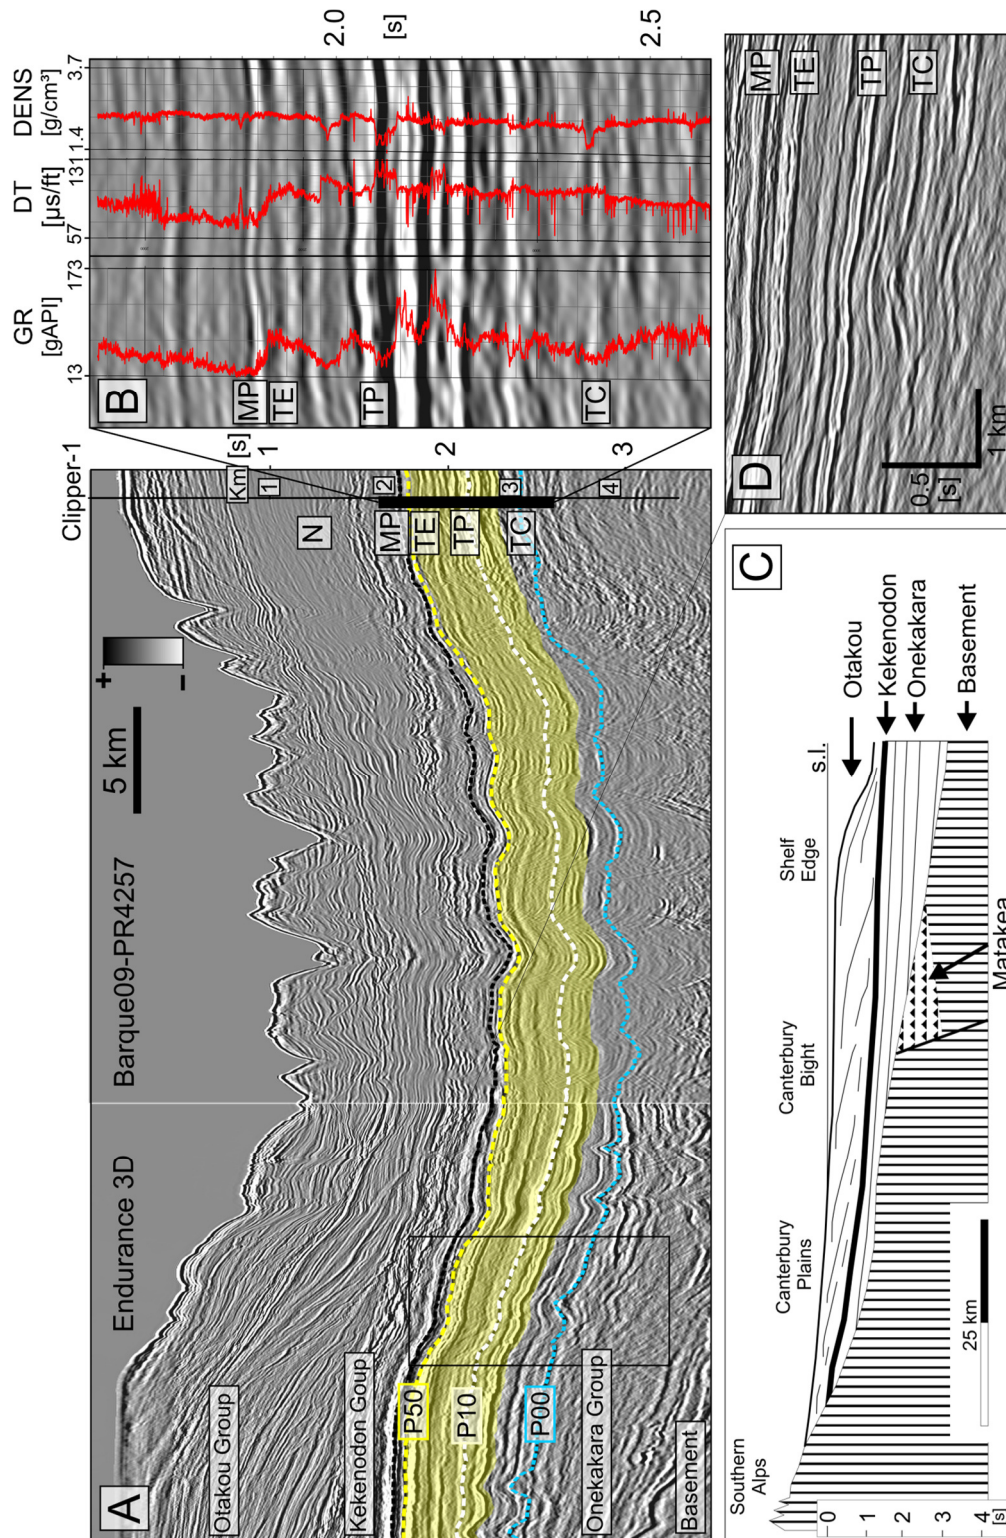 A
Endurance 3D
Barque09-PR4257
5 km
+
–
Clipper-1
[s]
Km
1
1
2
2
3
3
4
N
MP
TE
TP
TC
Otakou Group
Kekenodon Goup
P50
P10
P00
Onekakara Group
Basement
B
GR
[gAPI]
13
173
DT
[µs/ft]
57
131
DENS
[g/cm³]
1.4
3.7
MP
TE
TP
TC
2.0
[s]
2.5
C
Southern
Alps
Canterbury
Plains
Canterbury
Bight
Shelf
Edge
s.l.
Otakou
Kekenodon
Onekakara
Basement
Matakea
25 km
0
1
2
3
4
[s]
D
MP
TE
TP
TC
0.5
[s]
1 km